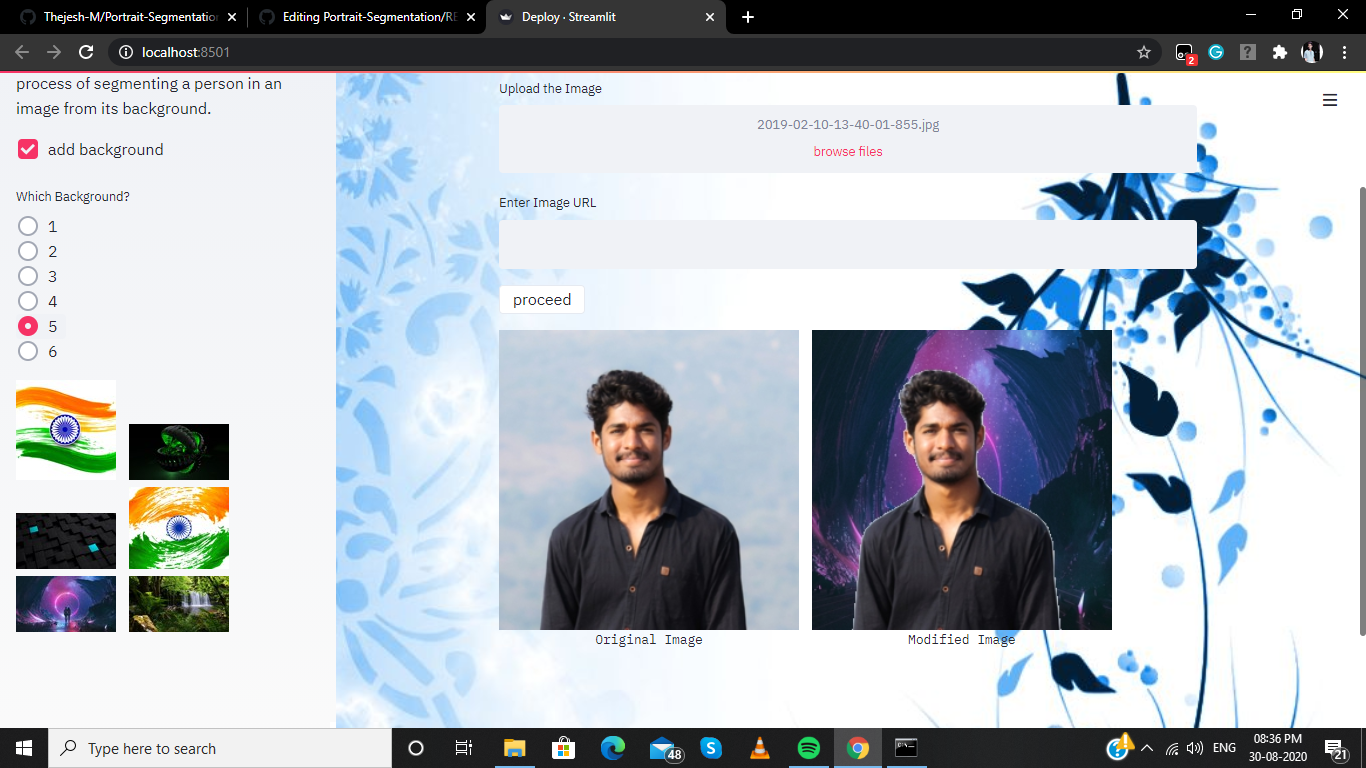 Thejesh-M/Portrait-Segmentation
Editing Portrait-Segmentation/RE
Deploy · Streamlit
localhost:8501
2
process of segmenting a person in an
image from its background.
add background
Which Background?
1
2
3
4
5
6
Upload the Image
2019-02-10-13-40-01-855.jpg
browse files
Enter Image URL
proceed
Original Image
Modified Image
Type here to search
48
ENG
08:36 PM
30-08-2020
21